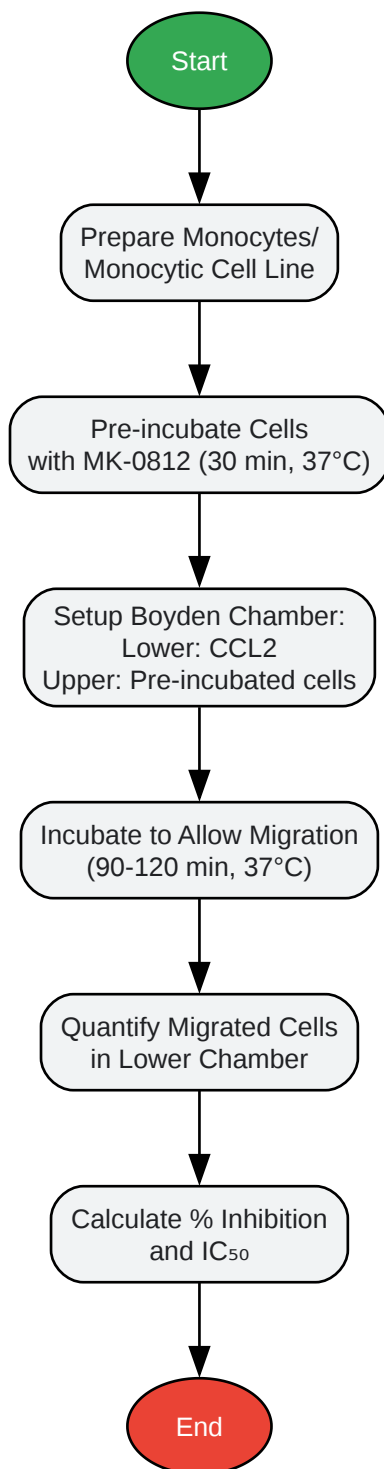 Start
Prepare Monocytes/
Monocytic Cell Line
Pre-incubate Cells
with MK-0812 (30 min, 37°C)
Setup Boyden Chamber:
Lower: CCL2
Upper: Pre-incubated cells
Incubate to Allow Migration
(90-120 min, 37°C)
Quantify Migrated Cells
in Lower Chamber
Calculate % Inhibition
and IC₅₀
End